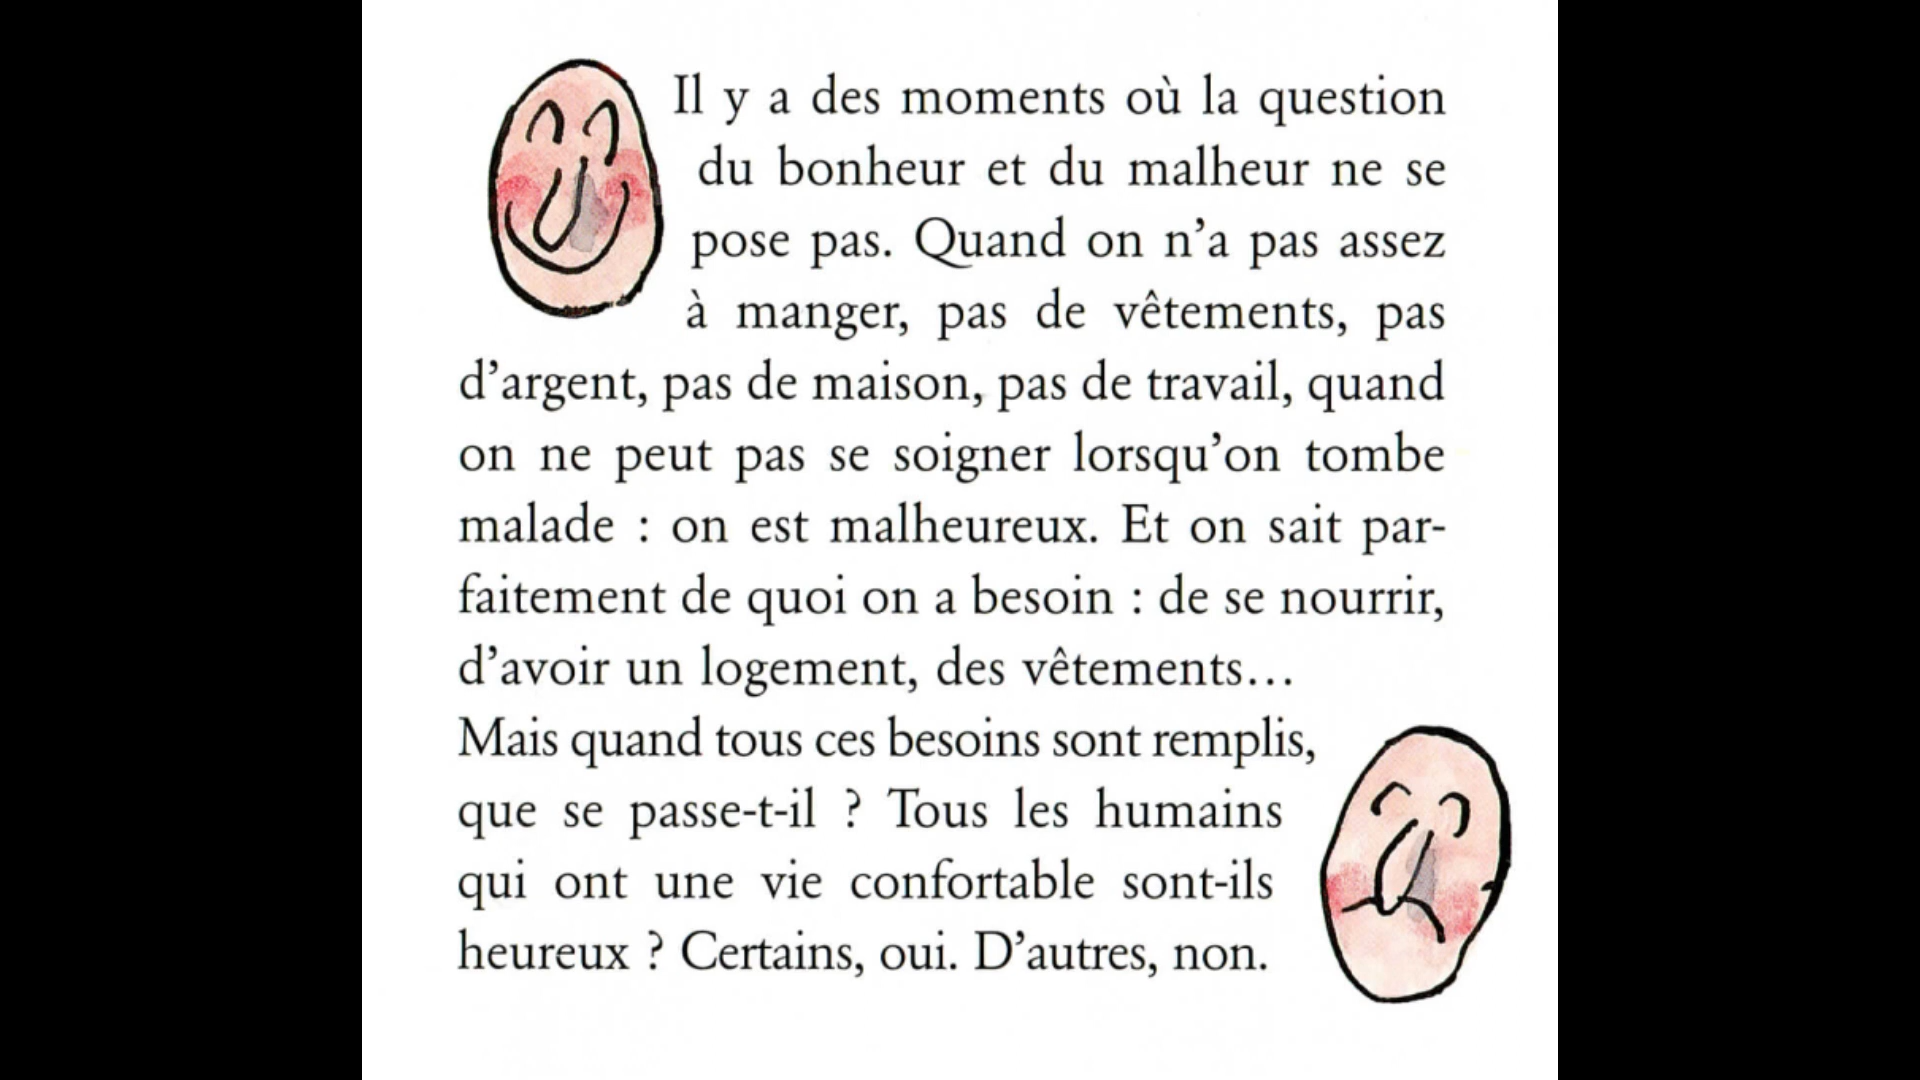 Il y a des moments où la question
du bonheur et du malheur ne se
pose pas. Quand on n’a pas assez
à manger, pas de vêtements, pas
d’argent, pas de maison, pas de travail, quand
on ne peut pas se soigner lorsqu’on tombe
malade : on est malheureux. Et on sait par-
faitement de quoi on a besoin : de se nourrir,
d’avoir un logement, des vêtements…
Mais quand tous ces besoins sont remplis,
que se passe-t-il ? Tous les humains
qui ont une vie confortable sont-ils
heureux ? Certains, oui. D’autres, non.